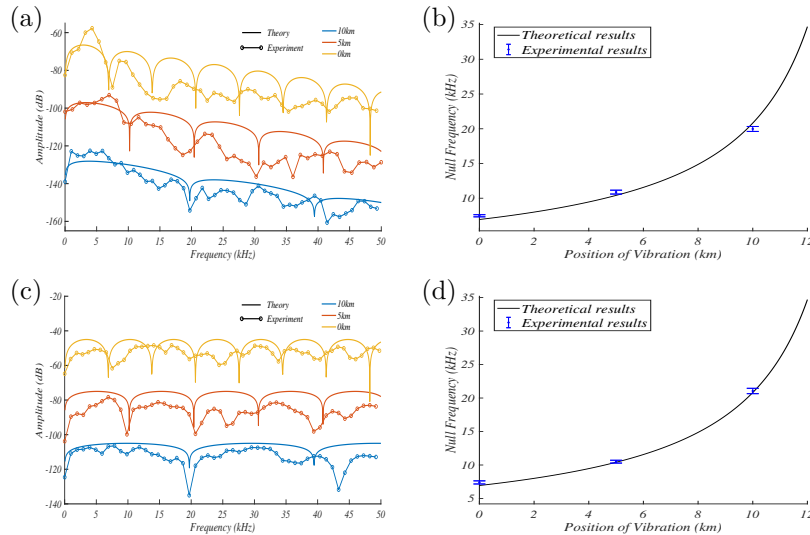 (a)
Theory
Experiment
10km
5km
0km
-60
-80
-100
-120
-140
-160
Amplitude (dB)
0 5 10 15 20 25 30 35 40 45 50
Frequency (kHz)
(b)
Theoretical results
Experimental results
35
30
25
20
15
10
Null Frequency (kHz)
0 2 4 6 8 10 12
Position of Vibration (km)
(c)
Theory
Experiment
10km
5km
0km
-20
-40
-60
-80
-100
-120
-140
Amplitude (dB)
0 5 10 15 20 25 30 35 40 45 50
Frequency (kHz)
(d)
Theoretical results
Experimental results
35
30
25
20
15
10
5
Null Frequency (kHz)
0 2 4 6 8 10 12
Position of Vibration (km)